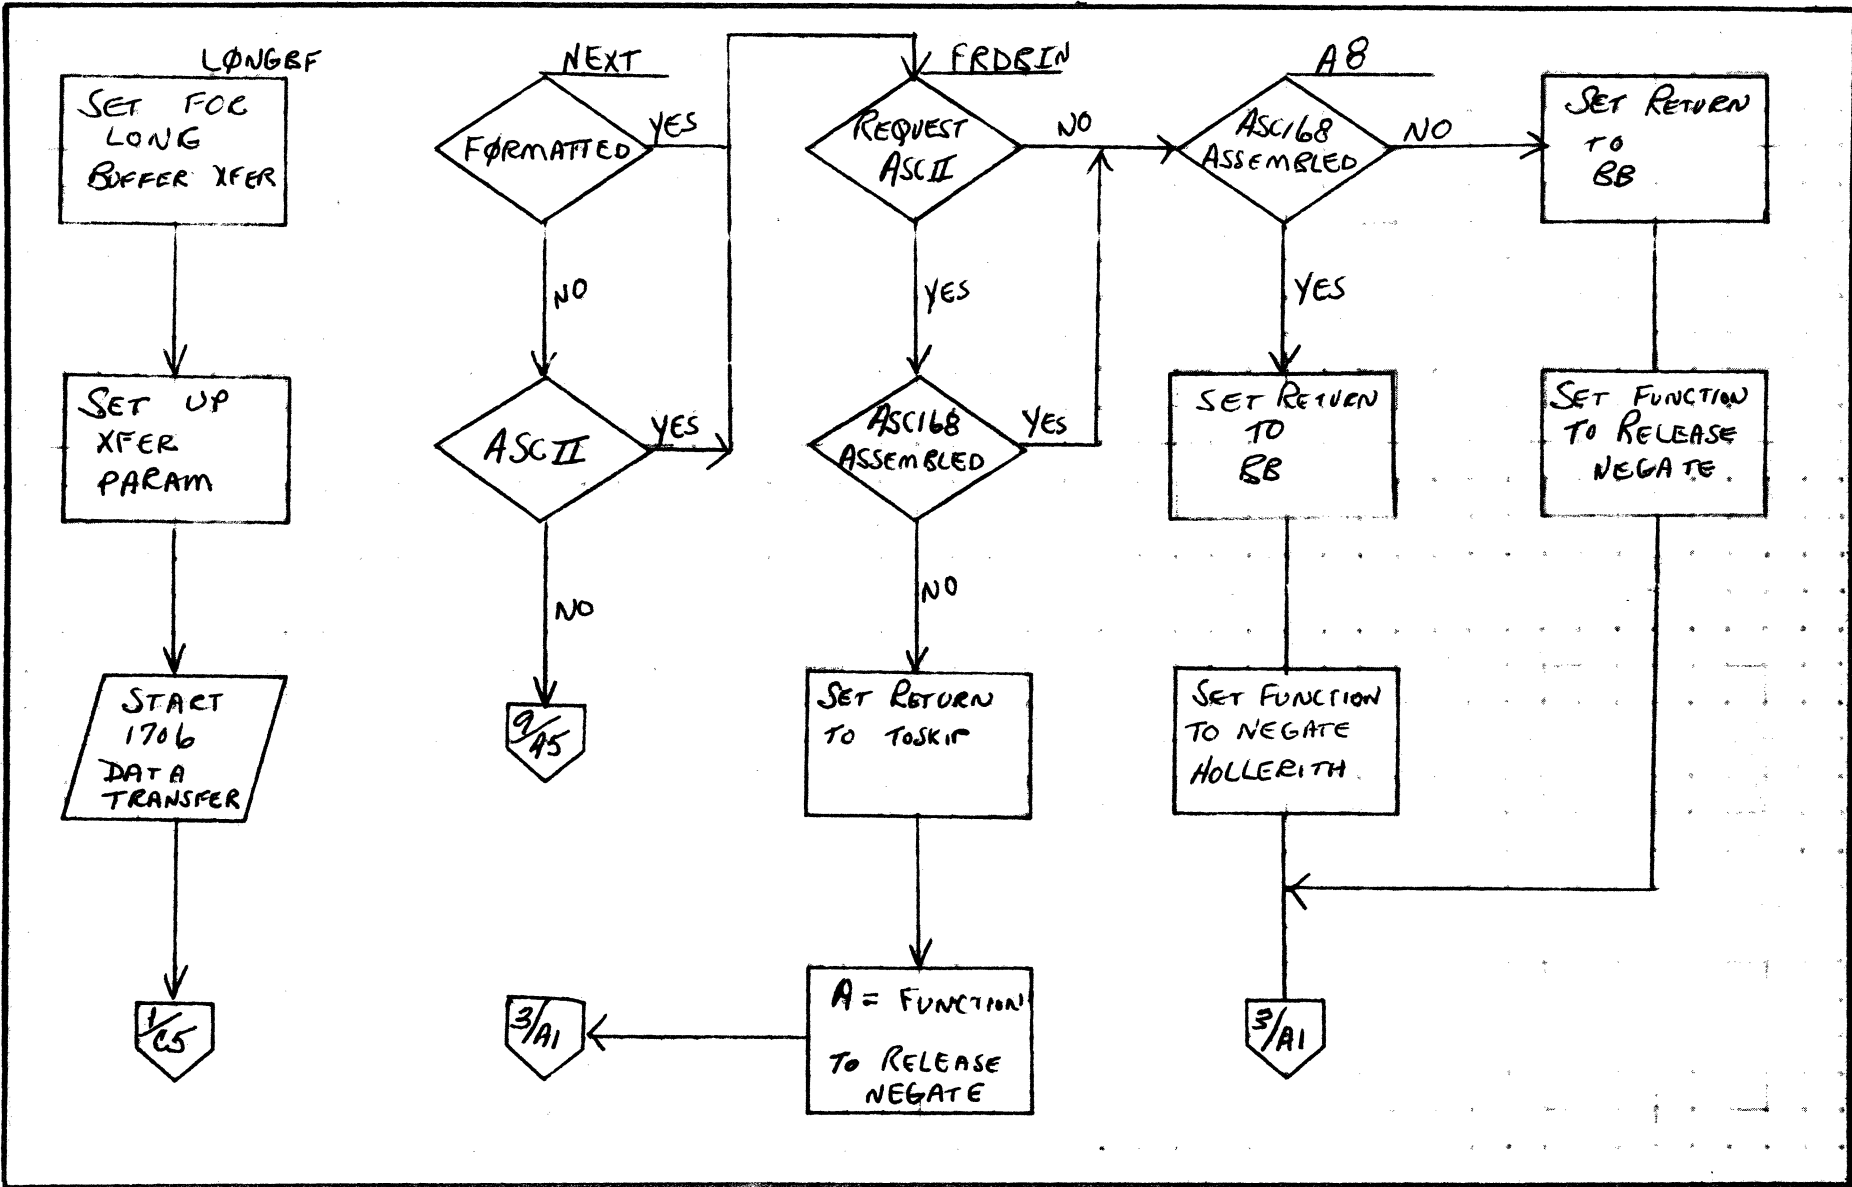 LØNGBF
SET FOR
LONG
BUFFER XFER
SET UP
XFER
PARAM
START
1706
DATA
TRANSFER
1/C5
NEXT
FØRMATTED
YES
NO
ASCII
YES
NO
9/A5
FRDBIN
REQUEST
ASCII
NO
YES
ASC168
ASSEMBLED
YES
NO
SET RETURN
TO TOSKIP
A = FUNCTION
TO RELEASE
NEGATE
3/A1
A8
ASC168
ASSEMBLED
NO
YES
SET RETURN
TO
BB
SET FUNCTION
TO NEGATE
HOLLERITH
3/A1
SET RETURN
TO
BB
SET FUNCTION
TO RELEASE
NEGATE